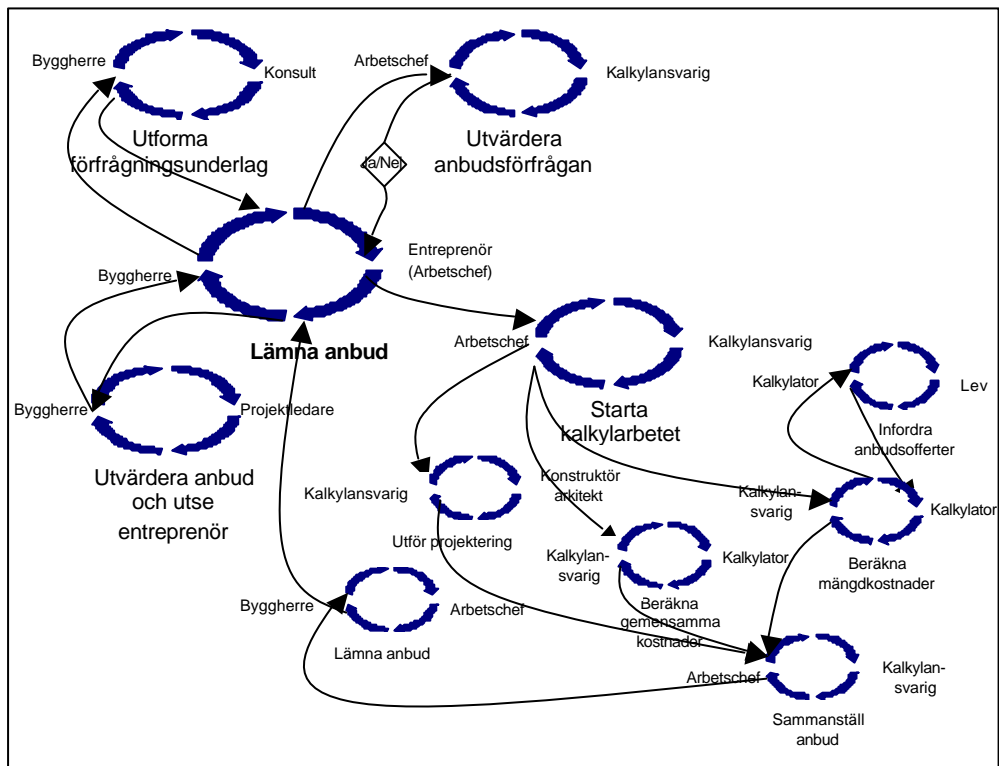 Byggherre
Konsult
Utforma
förfrågningsunderlag
Arbetschef
Kalkylansvarig
Utvärdera
anbudsförfrågan
Ja/Nej
Byggherre
Entreprenör
(Arbetschef)
Lämna anbud
Byggherre
Projektledare
Utvärdera anbud
och utse
entreprenör
Arbetschef
Kalkylansvarig
Starta
kalkylarbetet
Kalkylator
Lev
Infordra
anbudsofferter
Kalkylansvarig
Konstruktör
arkitekt
Utför projektering
Kalkylan-
svarig
Kalkylator
Beräkna
mängdkostnader
Kalkylan-
svarig
Kalkylator
Beräkna
gemensamma
kostnader
Byggherre
Arbetschef
Lämna anbud
Arbetschef
Kalkylan-
svarig
Sammanställ
anbud